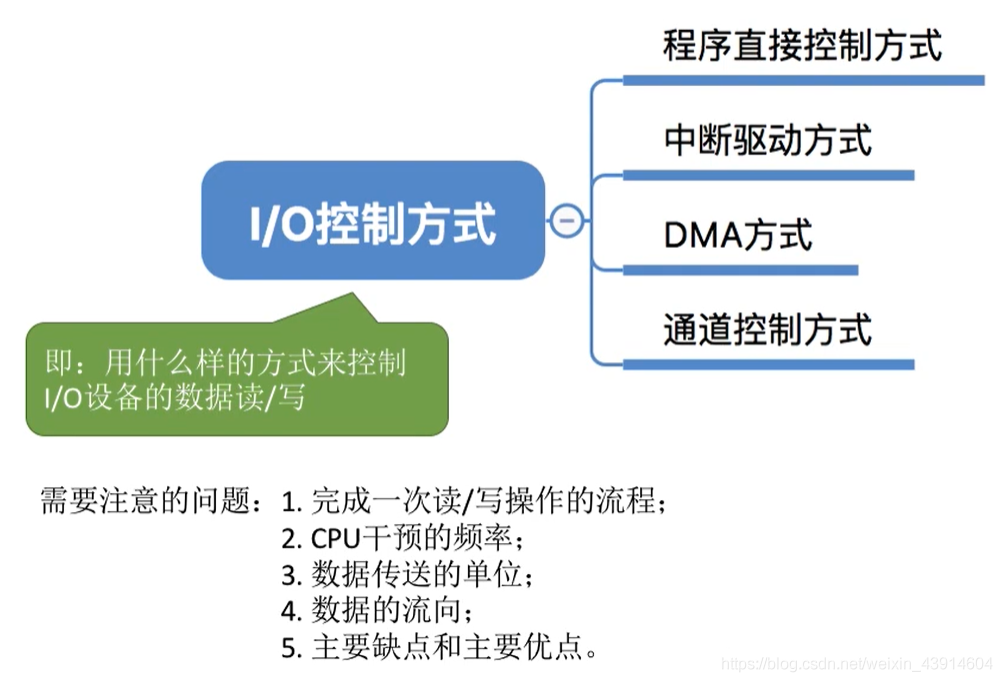 程序直接控制方式
中断驱动方式
I/O控制方式
DMA方式
通道控制方式
即：用什么样的方式来控制
I/O设备的数据读/写
需要注意的问题：1. 完成一次读/写操作的流程；
2. CPU干预的频率；
3. 数据传送的单位；
4. 数据的流向；
5. 主要缺点和主要优点。
https://blog.csdn.net/weixin_43914604